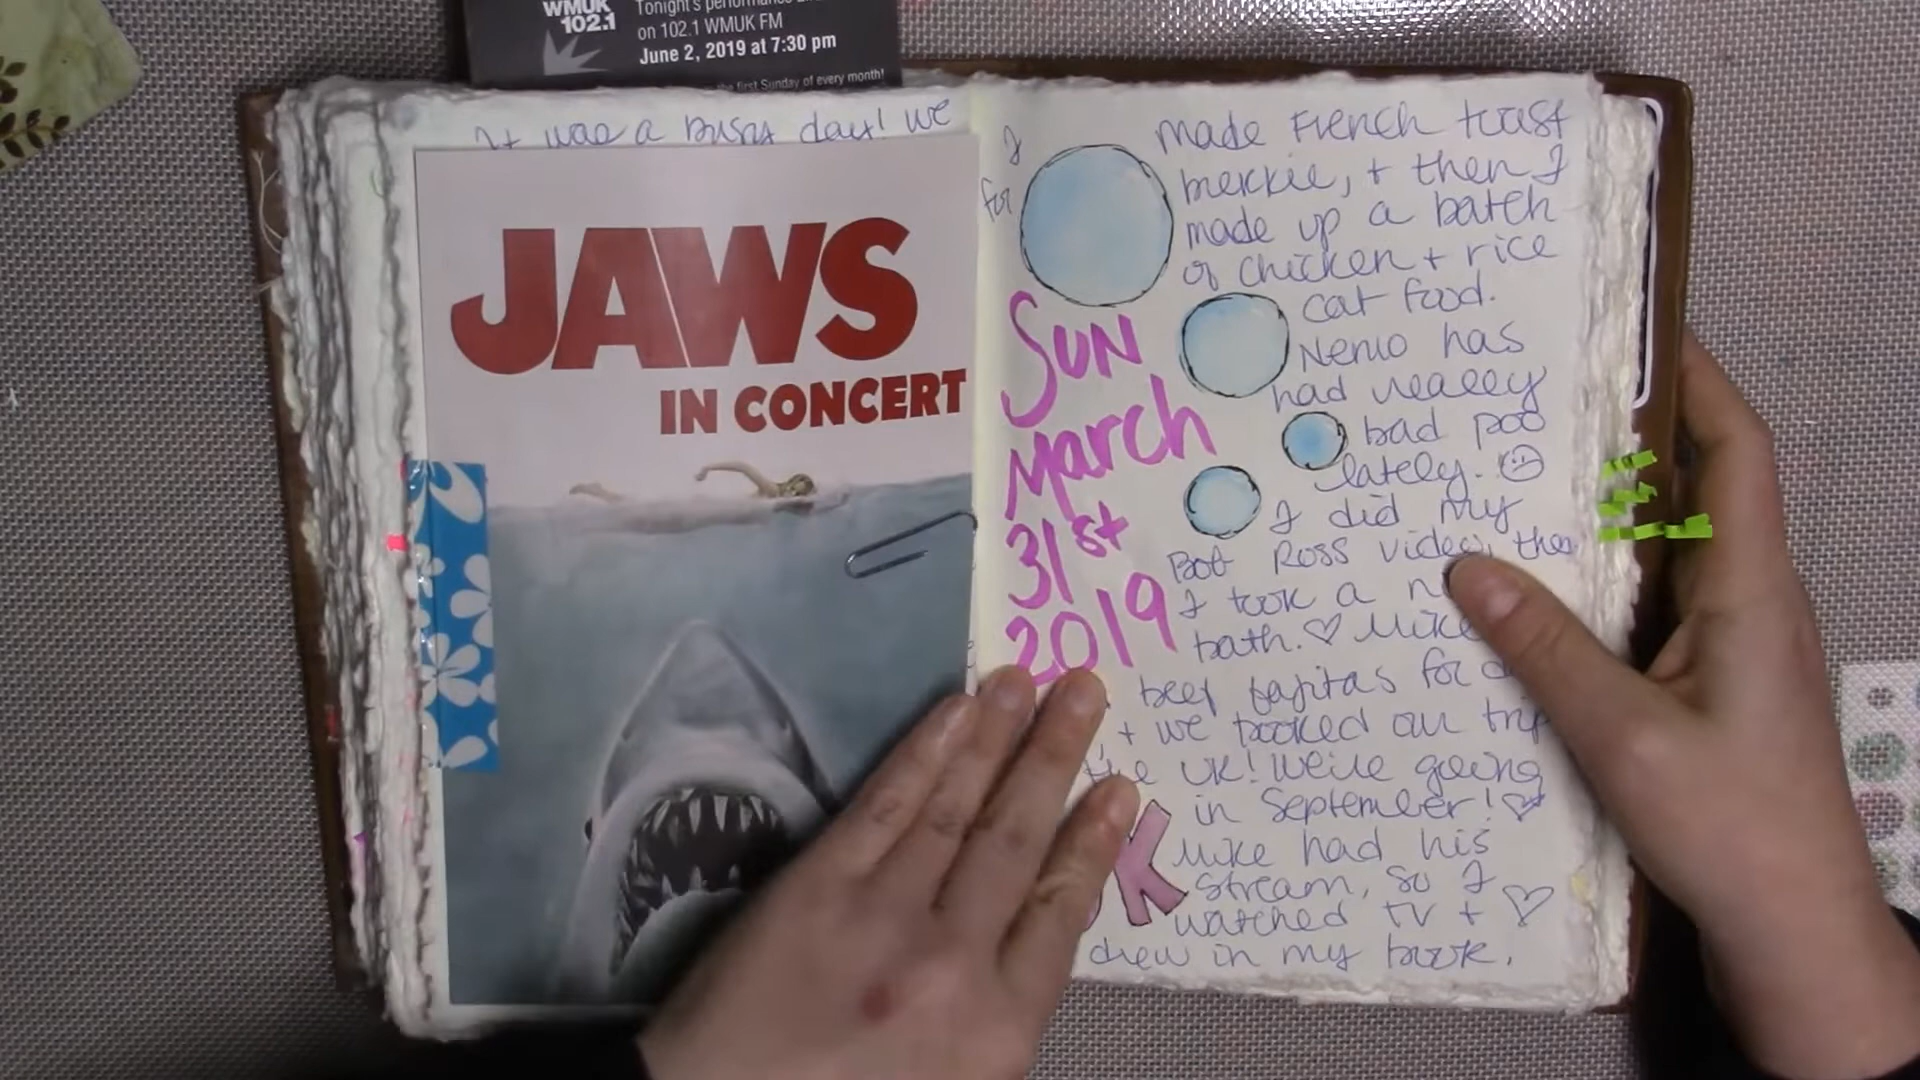 WMUK
102.1
Tonight's performance
on 102.1 WMUK FM
June 2, 2019 at 7:30 pm
the first Sunday of every month!
It was a busy day! We
JAWS
IN CONCERT
SUN
March
31st
2019
I made French toast
for brekkie, + then I
made up a batch
of chicken + rice
cat food.
Nemo has
had really
bad poo
lately.
I did my
Bob Ross video, then
I took a
bath. ♡ Mike
beef fajitas for
+ we booked our trip
the UK! We're going
in September! ♡
K
Mike had his
stream, so I
watched TV + ♡
drew in my book.